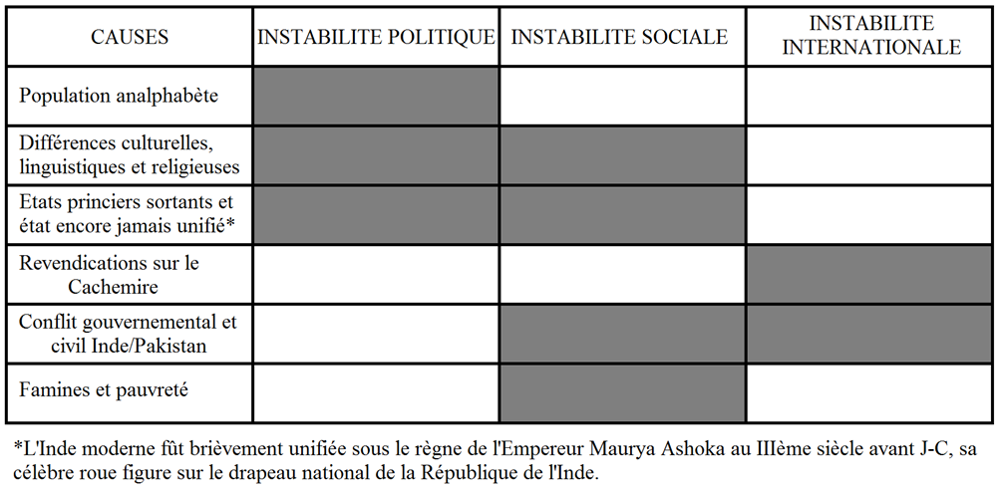 CAUSES
INSTABILITE POLITIQUE
INSTABILITE SOCIALE
INSTABILITE
INTERNATIONALE
Population analphabète
Différences culturelles,
linguistiques et religieuses
Etats princiers sortants et
état encore jamais unifié*
Revendications sur le
Cachemire
Conflit gouvernemental et
civil Inde/Pakistan
Famines et pauvreté
*L'Inde moderne fût brièvement unifiée sous le règne de l'Empereur Maurya Ashoka au IIIème siècle avant J-C, sa
célèbre roue figure sur le drapeau national de la République de l'Inde.